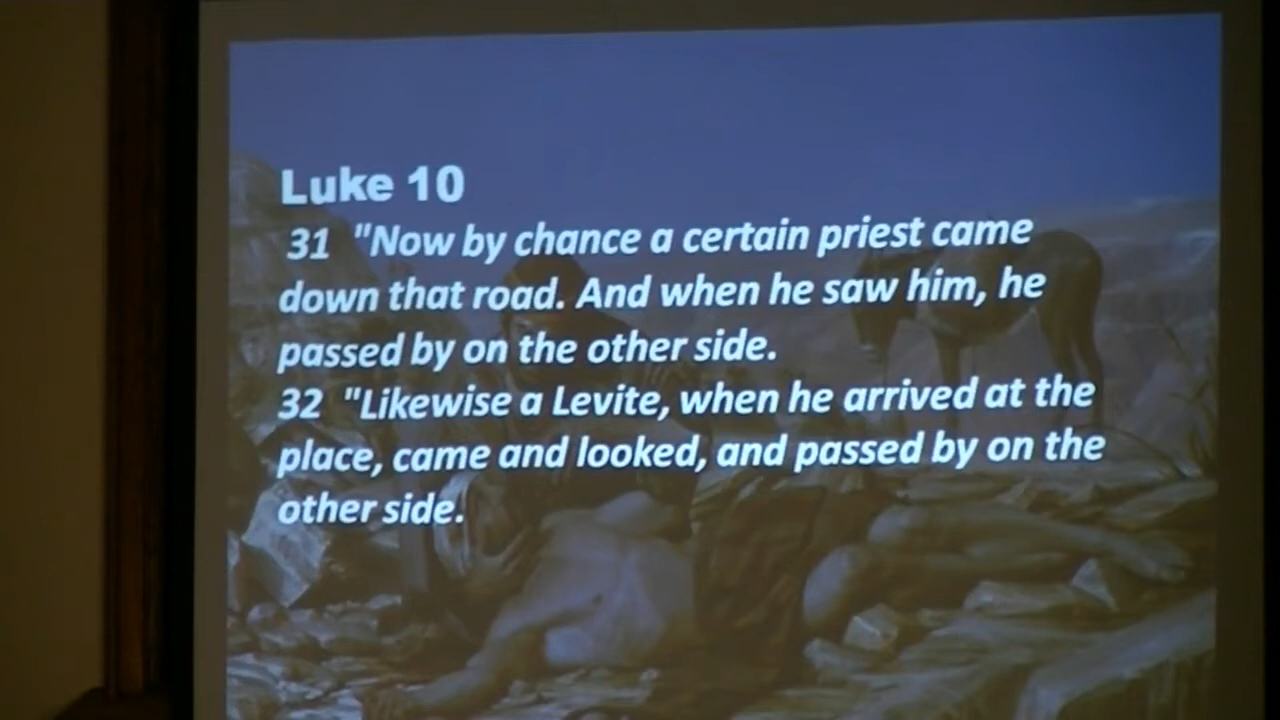 Luke 10
31 "Now by chance a certain priest came
down that road. And when he saw him, he
passed by on the other side.
32 "Likewise a Levite, when he arrived at the
place, came and looked, and passed by on the
other side.